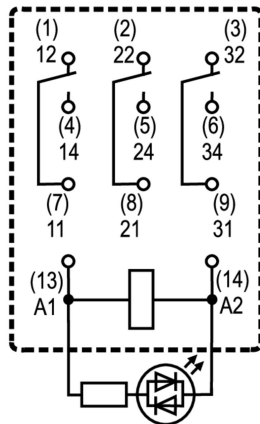 (1) (2) (3)
12 22 32
(4) (5) (6)
14 24 34
(7) (8) (9)
11 21 31
(13) (14)
A1 A2